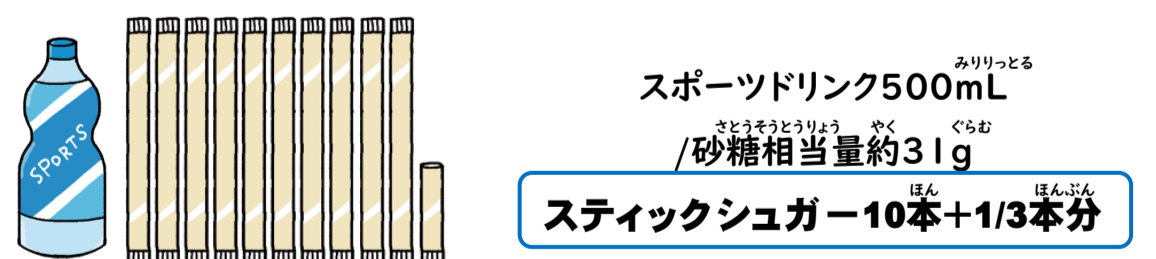 SPORTS
みりりっとる
スポーツドリンク500mL
さとうそうとうりょう やく ぐらむ
/砂糖相当量約31g
ほん ほんぶん
スティックシュガー10本+1/3本分